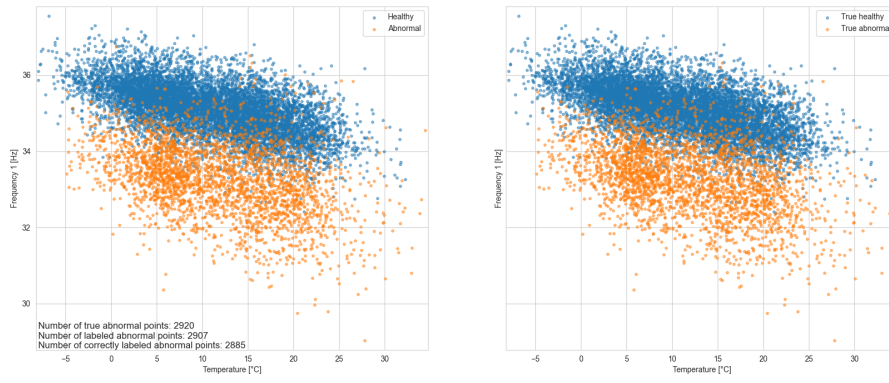 Healthy
Abnormal
36
34
32
30
Frequency 1 [Hz]
Number of true abnormal points: 2920
Number of labeled abnormal points: 2907
Number of correctly labeled abnormal points: 2885
−5 0 5 10 15 20 25 30
Temperature [°C]
True healthy
True abnormal
Frequency 1 [Hz]
−5 0 5 10 15 20 25 30
Temperature [°C]